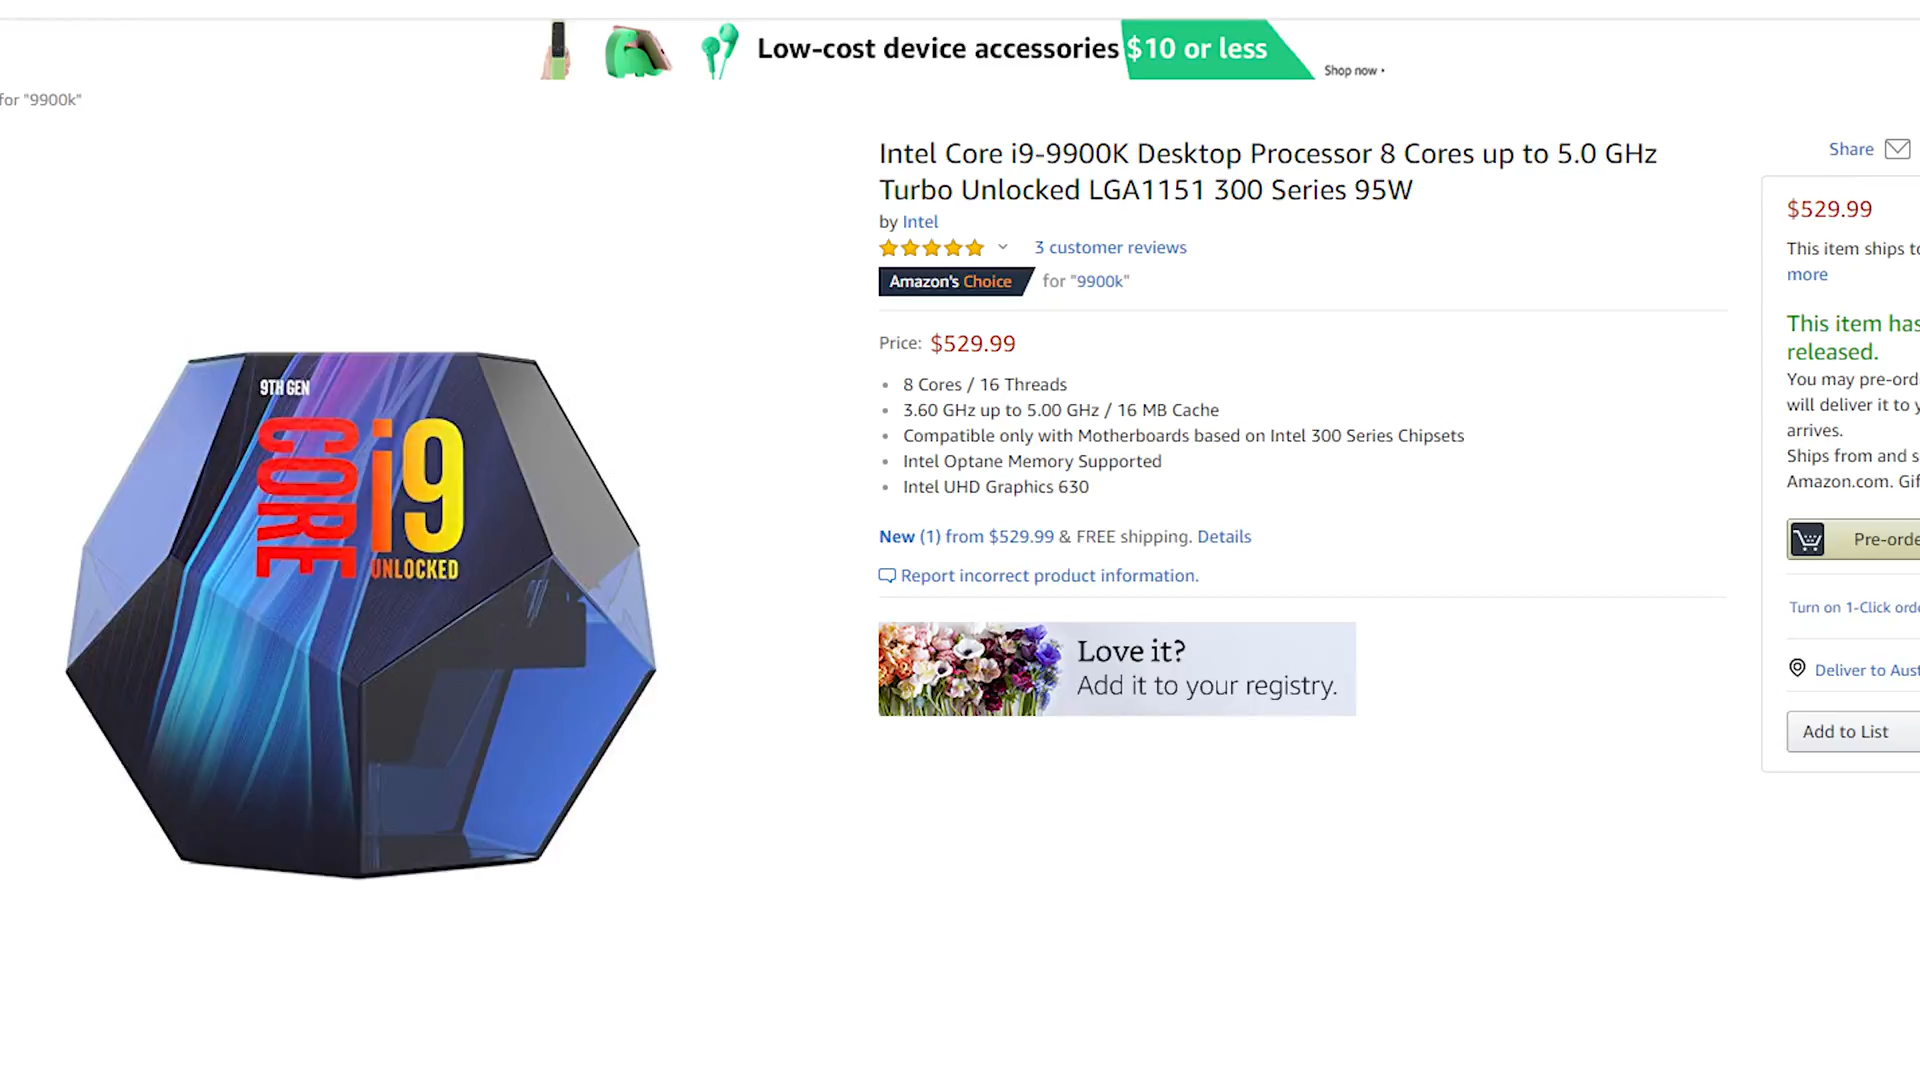 Low-cost device accessories $10 or less
Shop now
for "9900k"
Intel Core i9-9900K Desktop Processor 8 Cores up to 5.0 GHz
Turbo Unlocked LGA1151 300 Series 95W
by Intel
3 customer reviews
Amazon's Choice for "9900k"
Price: $529.99
8 Cores / 16 Threads
3.60 GHz up to 5.00 GHz / 16 MB Cache
Compatible only with Motherboards based on Intel 300 Series Chipsets
Intel Optane Memory Supported
Intel UHD Graphics 630
New (1) from $529.99 & FREE shipping. Details
Report incorrect product information.
Love it?
Add it to your registry.
9TH GEN
CORE
i9
UNLOCKED
Share
$529.99
This item ships to
more
This item has
released.
You may pre-ord
will deliver it to y
arrives.
Ships from and s
Amazon.com. Gif
Pre-orde
Turn on 1-Click orde
Deliver to Aust
Add to List